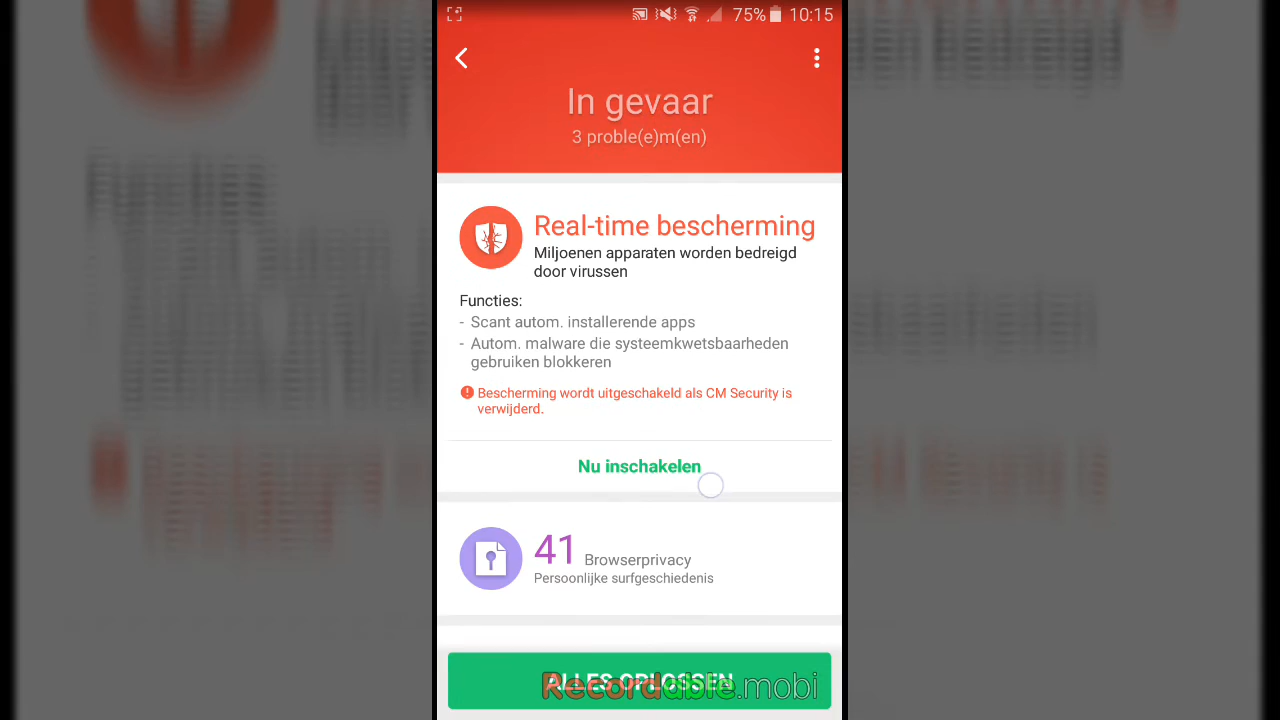 75% 10:15
In gevaar
3 proble(e)m(en)
Real-time bescherming
Miljoenen apparaten worden bedreigd
door virussen
Functies:
- Scant autom. installerende apps
- Autom. malware die systeemkwetsbaarheden
gebruiken blokkeren
Bescherming wordt uitgeschakeld als CM Security is
verwijderd.
Nu inschakelen
41 Browserprivacy
Persoonlijke surfgeschiedenis
ALLES OPLOSSEN
Recordable.mobi